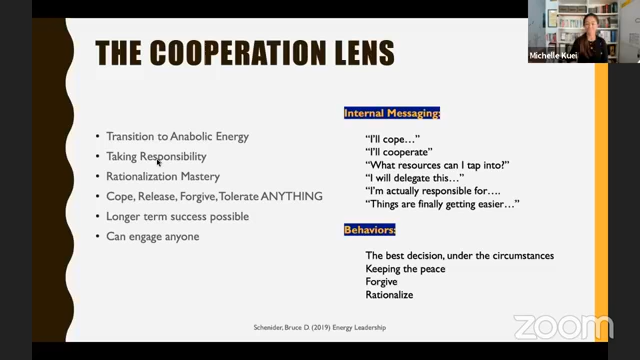 THE COOPERATION LENS
Michelle Kuei
• Transition to Anabolic Energy
• Taking Responsibility
• Rationalization Mastery
• Cope, Release, Forgive, Tolerate ANYTHING
• Longer term success possible
• Can engage anyone
Internal Messaging:
“I’ll cope…”
“I’ll cooperate”
“What resources can I tap into?”
“I will delegate this…”
“I’m actually responsible for….
“Things are finally getting easier…”
Behaviors:
The best decision, under the circumstances
Keeping the peace
Forgive
Rationalize
Schenider, Bruce D. (2019) Energy Leadership
zoom